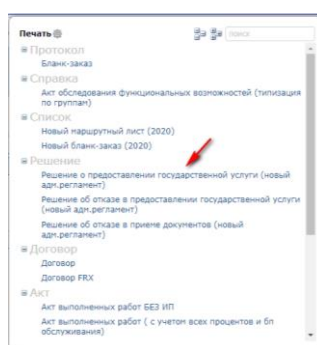 Печать
поиск
Протокол
Бланк-заказ
Справка
Акт обследования функциональных возможностей (типизация
по группам)
Список
Новый маршрутный лист (2020)
Новый бланк-заказ (2020)
Решение
Решение о предоставлении государственной услуги (новый
адм.регламент)
Решение об отказе в предоставлении государственной услуги
(новый адм.регламент)
Решение об отказе в приеме документов (новый
адм.регламент)
Договор
Договор
Договор FRX
Акт
Акт выполненных работ БЕЗ ИП
Акт выполненных работ ( с учетом всех процентов и бп
обслуживания)